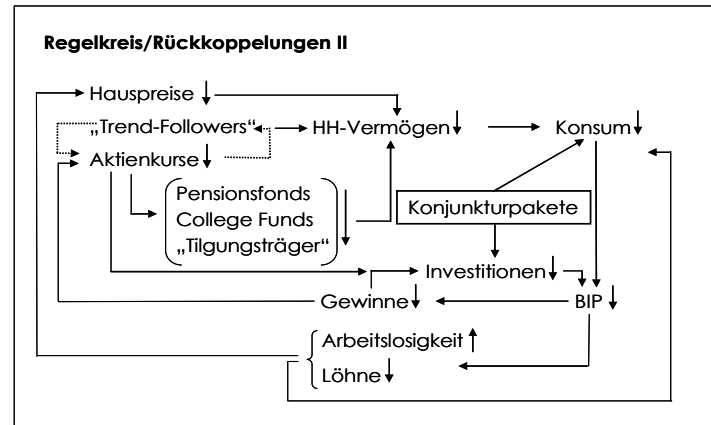 Regelkreis/Rückkoppelungen II
Hauspreise
„Trend-Followers“
HH-Vermögen
Konsum
Aktienkurse
Pensionsfonds
College Funds
„Tilgungsträger“
Konjunkturpakete
Investitionen
Gewinne
BIP
Arbeitslosigkeit
Löhne